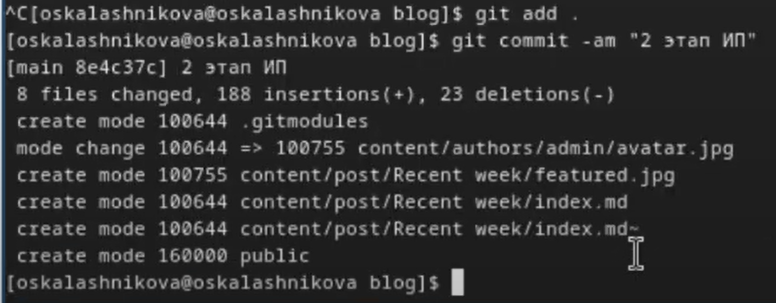 ^C[oskalashnikova@oskalashnikova blog]$ git add .
[oskalashnikova@oskalashnikova blog]$ git commit -am "2 этап ИП"
[main 8e4c37c] 2 этап ИП
 8 files changed, 188 insertions(+), 23 deletions(-)
 create mode 100644 .gitmodules
 mode change 100644 => 100755 content/authors/admin/avatar.jpg
 create mode 100755 content/post/Recent week/featured.jpg
 create mode 100644 content/post/Recent week/index.md
 create mode 100644 content/post/Recent week/index.md~
 create mode 160000 public
[oskalashnikova@oskalashnikova blog]$